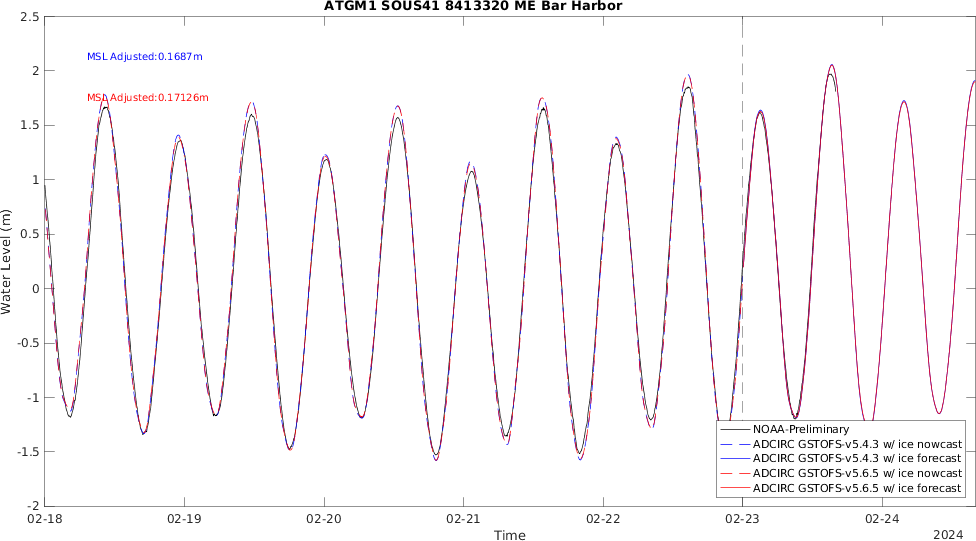 ATGM1 SOUS41 8413320 ME Bar Harbor
2.5
2
1.5
1
0.5
0
-0.5
-1
-1.5
-2
Water Level (m)
MSL Adjusted:0.1687m
MSL Adjusted:0.17126m
NOAA-Preliminary
ADCIRC GSTOFS-v5.4.3 w/ ice nowcast
ADCIRC GSTOFS-v5.4.3 w/ ice forecast
ADCIRC GSTOFS-v5.6.5 w/ ice nowcast
ADCIRC GSTOFS-v5.6.5 w/ ice forecast
02-18 02-19 02-20 02-21 02-22 02-23 02-24
Time
2024